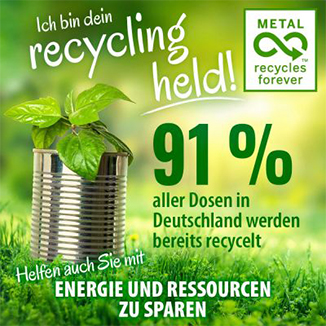 Ich bin dein
recycling
held!
METAL
TM
recycles
forever
91 %
aller Dosen in
Deutschland werden
bereits recycelt
Helfen auch Sie mit
ENERGIE UND RESSOURCEN
ZU SPAREN